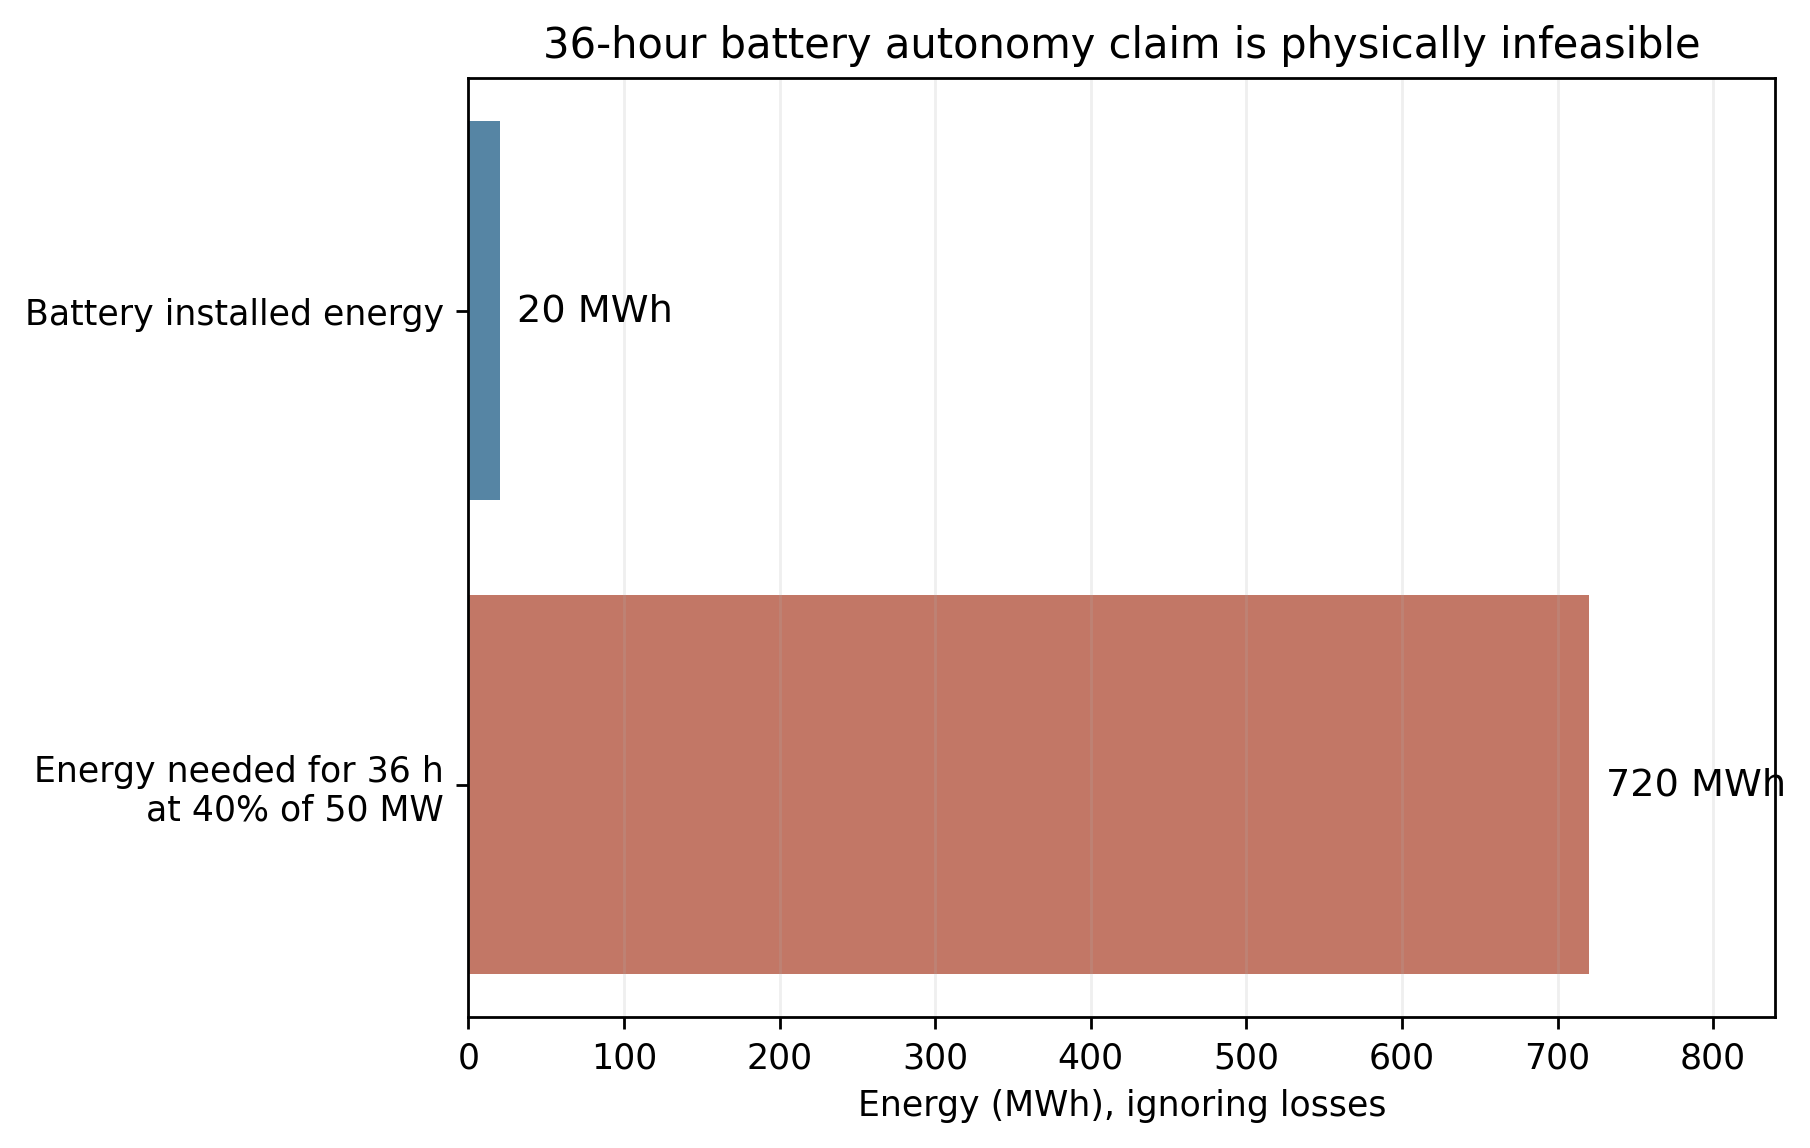 36-hour battery autonomy claim is physically infeasible
Battery installed energy
20 MWh
Energy needed for 36 h
at 40% of 50 MW
720 MWh
0 100 200 300 400 500 600 700 800
Energy (MWh), ignoring losses